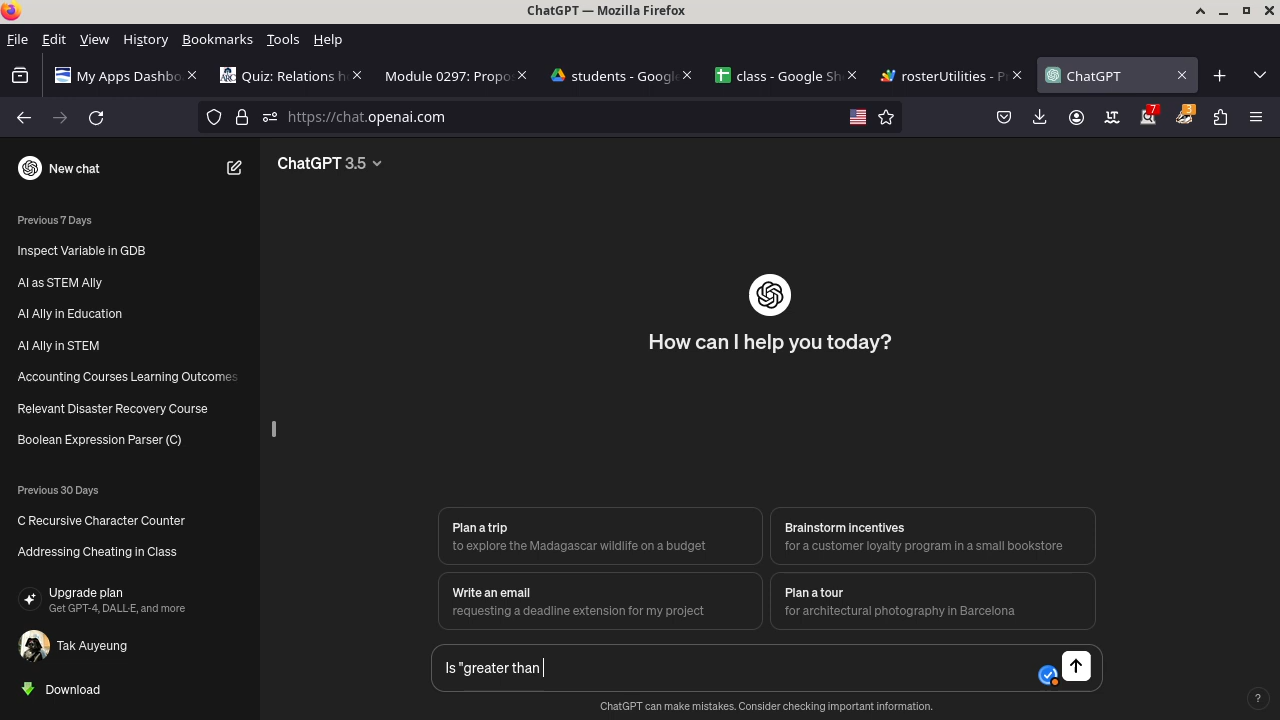 ChatGPT — Mozilla Firefox
File Edit View History Bookmarks Tools Help
My Apps Dashbo Quiz: Relations h Module 0297: Propo students - Google class - Google She rosterUtilities - Pr ChatGPT
https://chat.openai.com 7 3
New chat
ChatGPT 3.5
Previous 7 Days
Inspect Variable in GDB
AI as STEM Ally
AI Ally in Education
AI Ally in STEM
Accounting Courses Learning Outcomes
Relevant Disaster Recovery Course
Boolean Expression Parser (C)
Previous 30 Days
C Recursive Character Counter
Addressing Cheating in Class
Upgrade plan
Get GPT-4, DALL·E, and more
Tak Auyeung
Download
How can I help you today?
Plan a trip
to explore the Madagascar wildlife on a budget
Brainstorm incentives
for a customer loyalty program in a small bookstore
Write an email
requesting a deadline extension for my project
Plan a tour
for architectural photography in Barcelona
Is "greater than
ChatGPT can make mistakes. Consider checking important information.
?